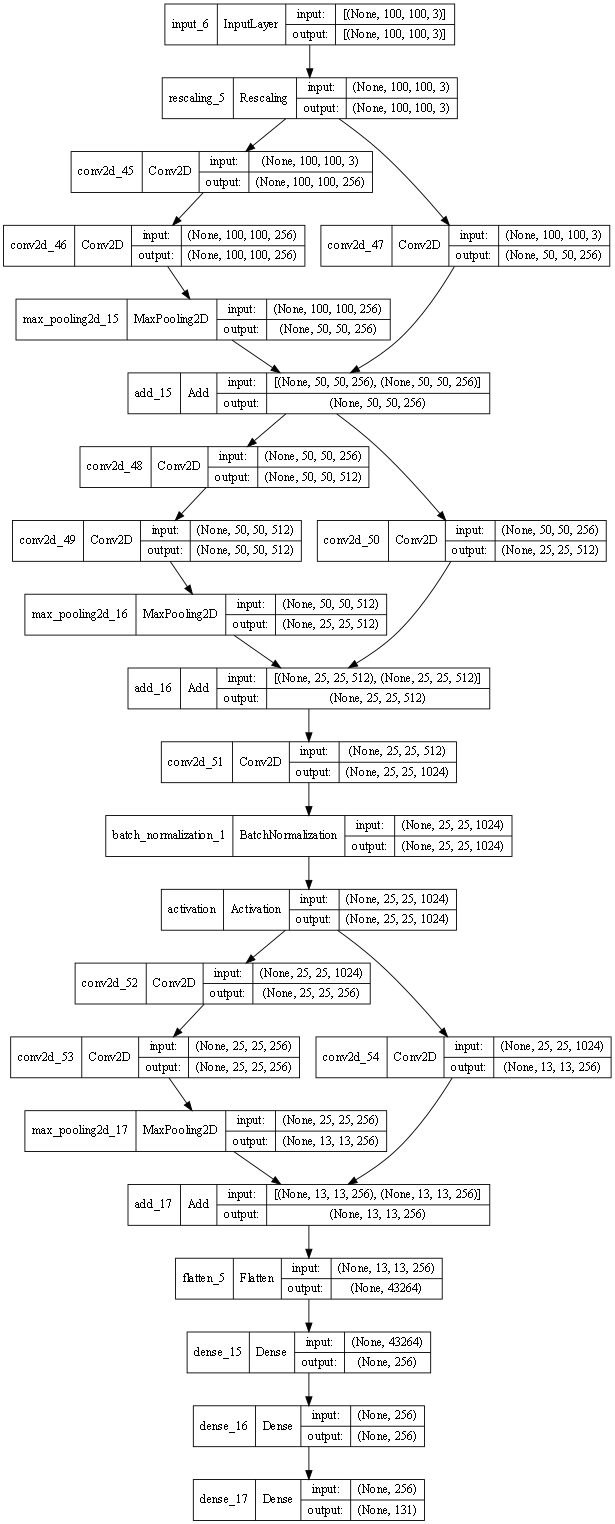 input_6 InputLayer input: [(None, 100, 100, 3)]
output: [(None, 100, 100, 3)]
rescaling_5 Rescaling input: (None, 100, 100, 3)
output: (None, 100, 100, 3)
conv2d_45 Conv2D input: (None, 100, 100, 3)
output: (None, 100, 100, 256)
conv2d_46 Conv2D input: (None, 100, 100, 256)
output: (None, 100, 100, 256)
conv2d_47 Conv2D input: (None, 100, 100, 3)
output: (None, 50, 50, 256)
max_pooling2d_15 MaxPooling2D input: (None, 100, 100, 256)
output: (None, 50, 50, 256)
add_15 Add input: [(None, 50, 50, 256), (None, 50, 50, 256)]
output: (None, 50, 50, 256)
conv2d_48 Conv2D input: (None, 50, 50, 256)
output: (None, 50, 50, 512)
conv2d_49 Conv2D input: (None, 50, 50, 512)
output: (None, 50, 50, 512)
conv2d_50 Conv2D input: (None, 50, 50, 256)
output: (None, 25, 25, 512)
max_pooling2d_16 MaxPooling2D input: (None, 50, 50, 512)
output: (None, 25, 25, 512)
add_16 Add input: [(None, 25, 25, 512), (None, 25, 25, 512)]
output: (None, 25, 25, 512)
conv2d_51 Conv2D input: (None, 25, 25, 512)
output: (None, 25, 25, 1024)
batch_normalization_1 BatchNormalization input: (None, 25, 25, 1024)
output: (None, 25, 25, 1024)
activation Activation input: (None, 25, 25, 1024)
output: (None, 25, 25, 1024)
conv2d_52 Conv2D input: (None, 25, 25, 1024)
output: (None, 25, 25, 256)
conv2d_53 Conv2D input: (None, 25, 25, 256)
output: (None, 25, 25, 256)
conv2d_54 Conv2D input: (None, 25, 25, 1024)
output: (None, 13, 13, 256)
max_pooling2d_17 MaxPooling2D input: (None, 25, 25, 256)
output: (None, 13, 13, 256)
add_17 Add input: [(None, 13, 13, 256), (None, 13, 13, 256)]
output: (None, 13, 13, 256)
flatten_5 Flatten input: (None, 13, 13, 256)
output: (None, 43264)
dense_15 Dense input: (None, 43264)
output: (None, 256)
dense_16 Dense input: (None, 256)
output: (None, 256)
dense_17 Dense input: (None, 256)
output: (None, 131)